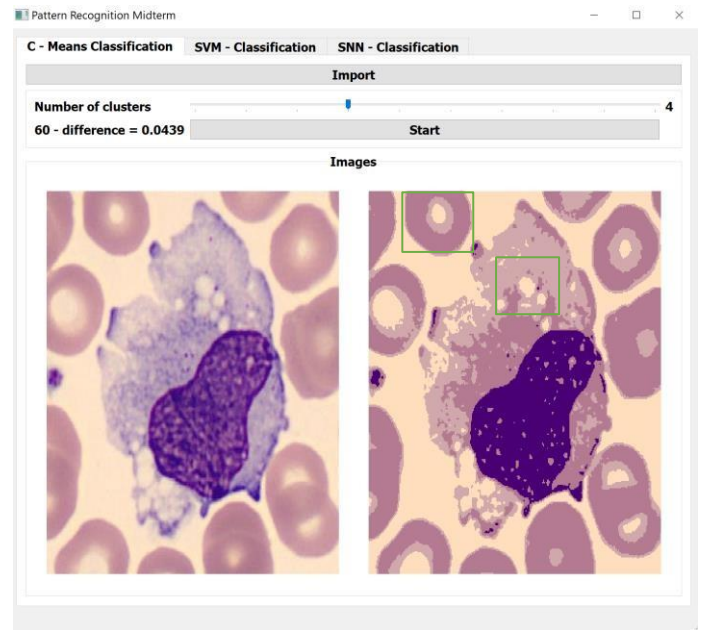 Pattern Recognition Midterm
C - Means Classification SVM - Classification SNN - Classification
Import
Number of clusters 4
60 - difference = 0.0439 Start
Images